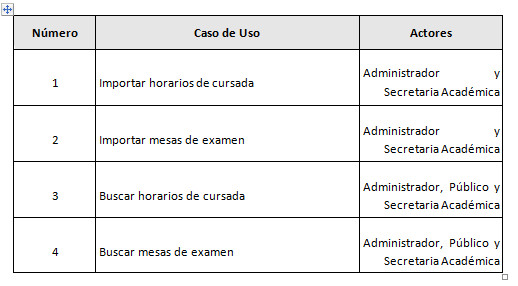 Número Caso de Uso Actores
1 Importar horarios de cursada Administrador y
Secretaria Académica
2 Importar mesas de examen Administrador y
Secretaria Académica
3 Buscar horarios de cursada Administrador, Público y
Secretaria Académica
4 Buscar mesas de examen Administrador, Público y
Secretaria Académica